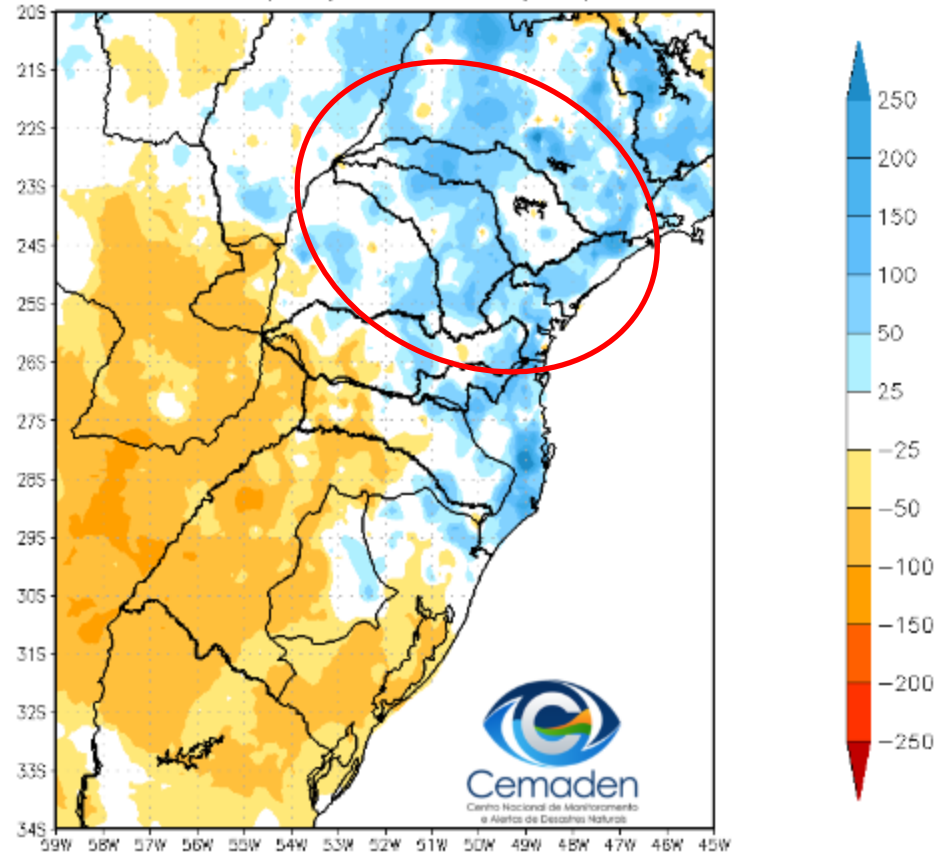 20S
21S
22S
23S
24S
25S
26S
27S
28S
29S
30S
31S
32S
33S
34S
59W 58W 57W 56W 55W 54W 53W 52W 51W 50W 49W 48W 47W 46W 45W
250
200
150
100
50
25
−25
−50
−100
−150
−200
−250
Cemaden
Centro Nacional de Monitoramento
e Alertas de Desastres Naturais